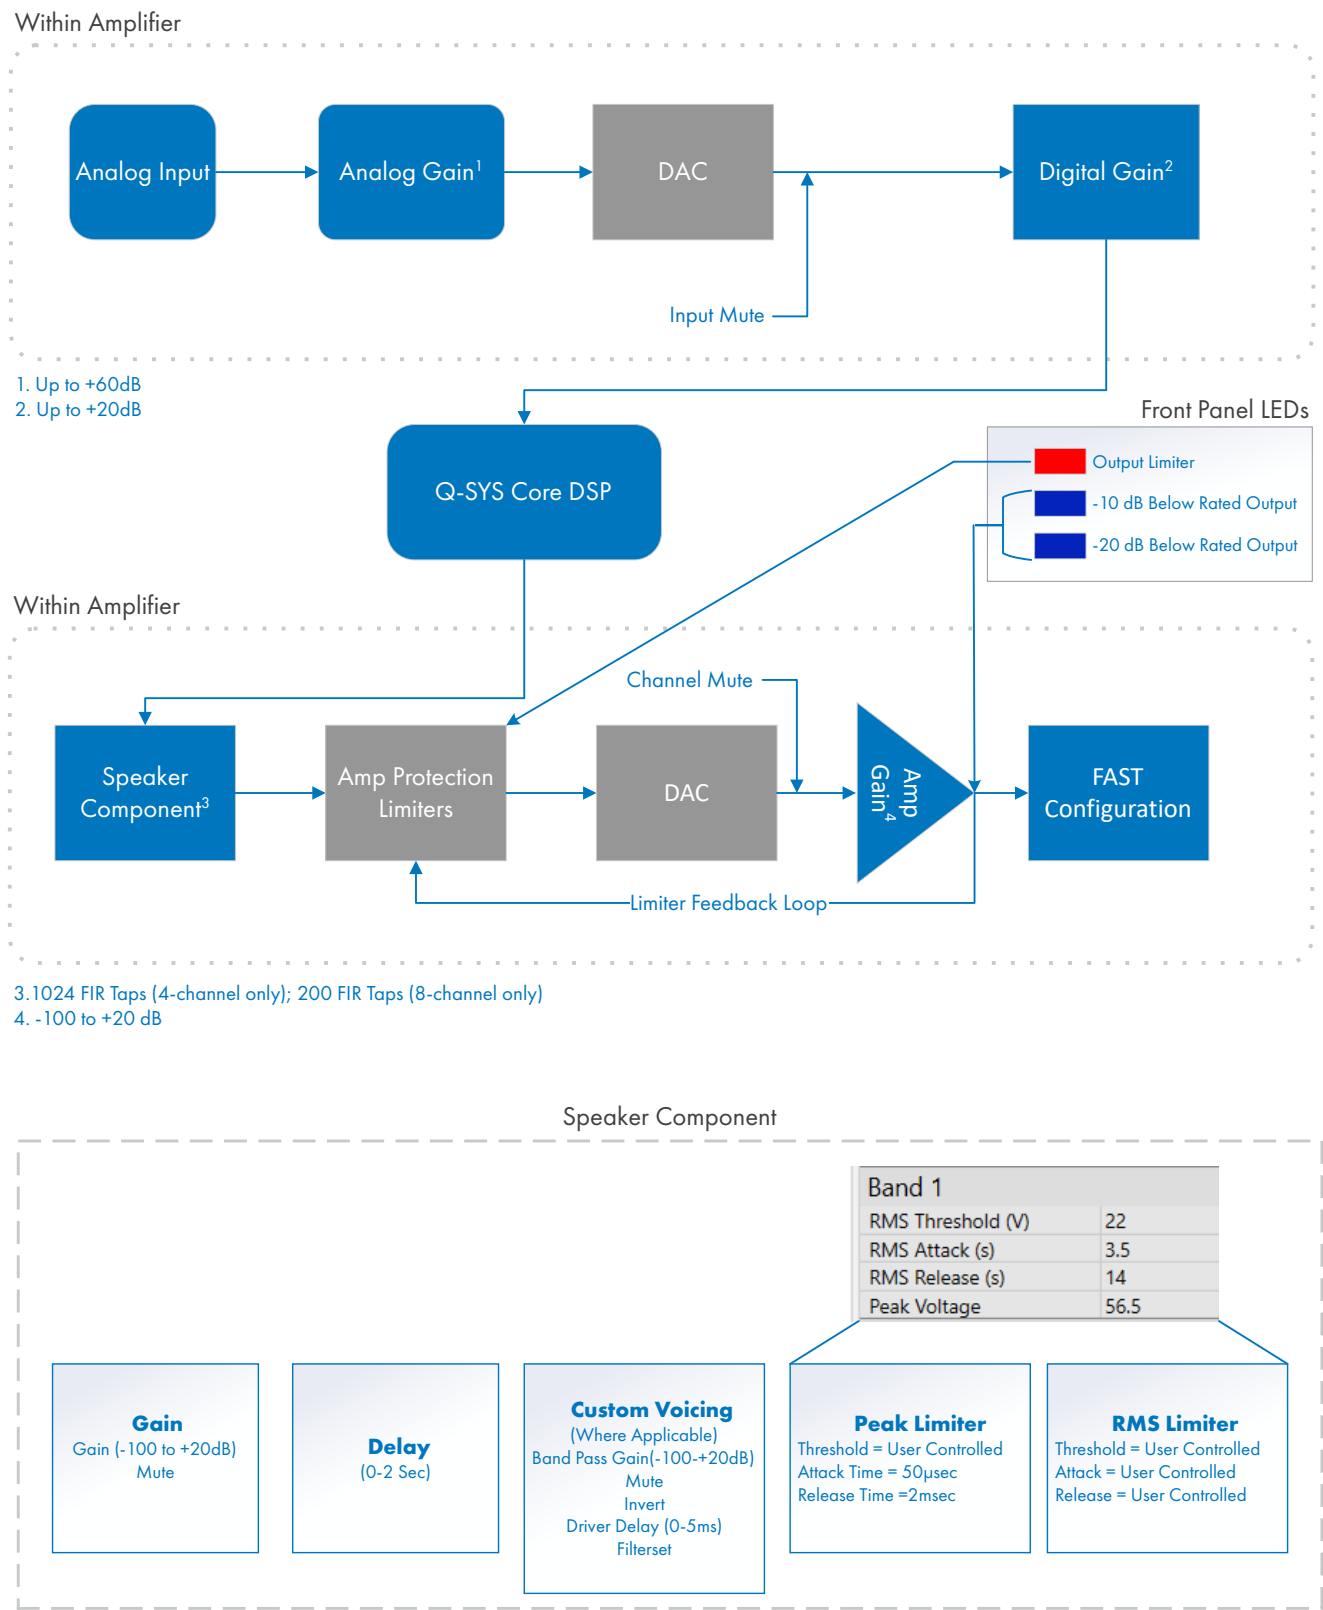 Within Amplifier
Analog Input
Analog Gain¹
DAC
Digital Gain²
Input Mute
1. Up to +60dB
2. Up to +20dB
Front Panel LEDs
Output Limiter
-10 dB Below Rated Output
-20 dB Below Rated Output
Q-SYS Core DSP
Within Amplifier
Channel Mute
Speaker
Component³
Amp Protection
Limiters
DAC
Amp
Gain⁴
FAST
Configuration
Limiter Feedback Loop
3.1024 FIR Taps (4-channel only); 200 FIR Taps (8-channel only)
4. -100 to +20 dB
Speaker Component
Band 1
RMS Threshold (V) 22
RMS Attack (s) 3.5
RMS Release (s) 14
Peak Voltage 56.5
Gain
Gain (-100 to +20dB)
Mute
Delay
(0-2 Sec)
Custom Voicing
(Where Applicable)
Band Pass Gain(-100-+20dB)
Mute
Invert
Driver Delay (0-5ms)
Filterset
Peak Limiter
Threshold = User Controlled
Attack Time = 50µsec
Release Time =2msec
RMS Limiter
Threshold = User Controlled
Attack = User Controlled
Release = User Controlled